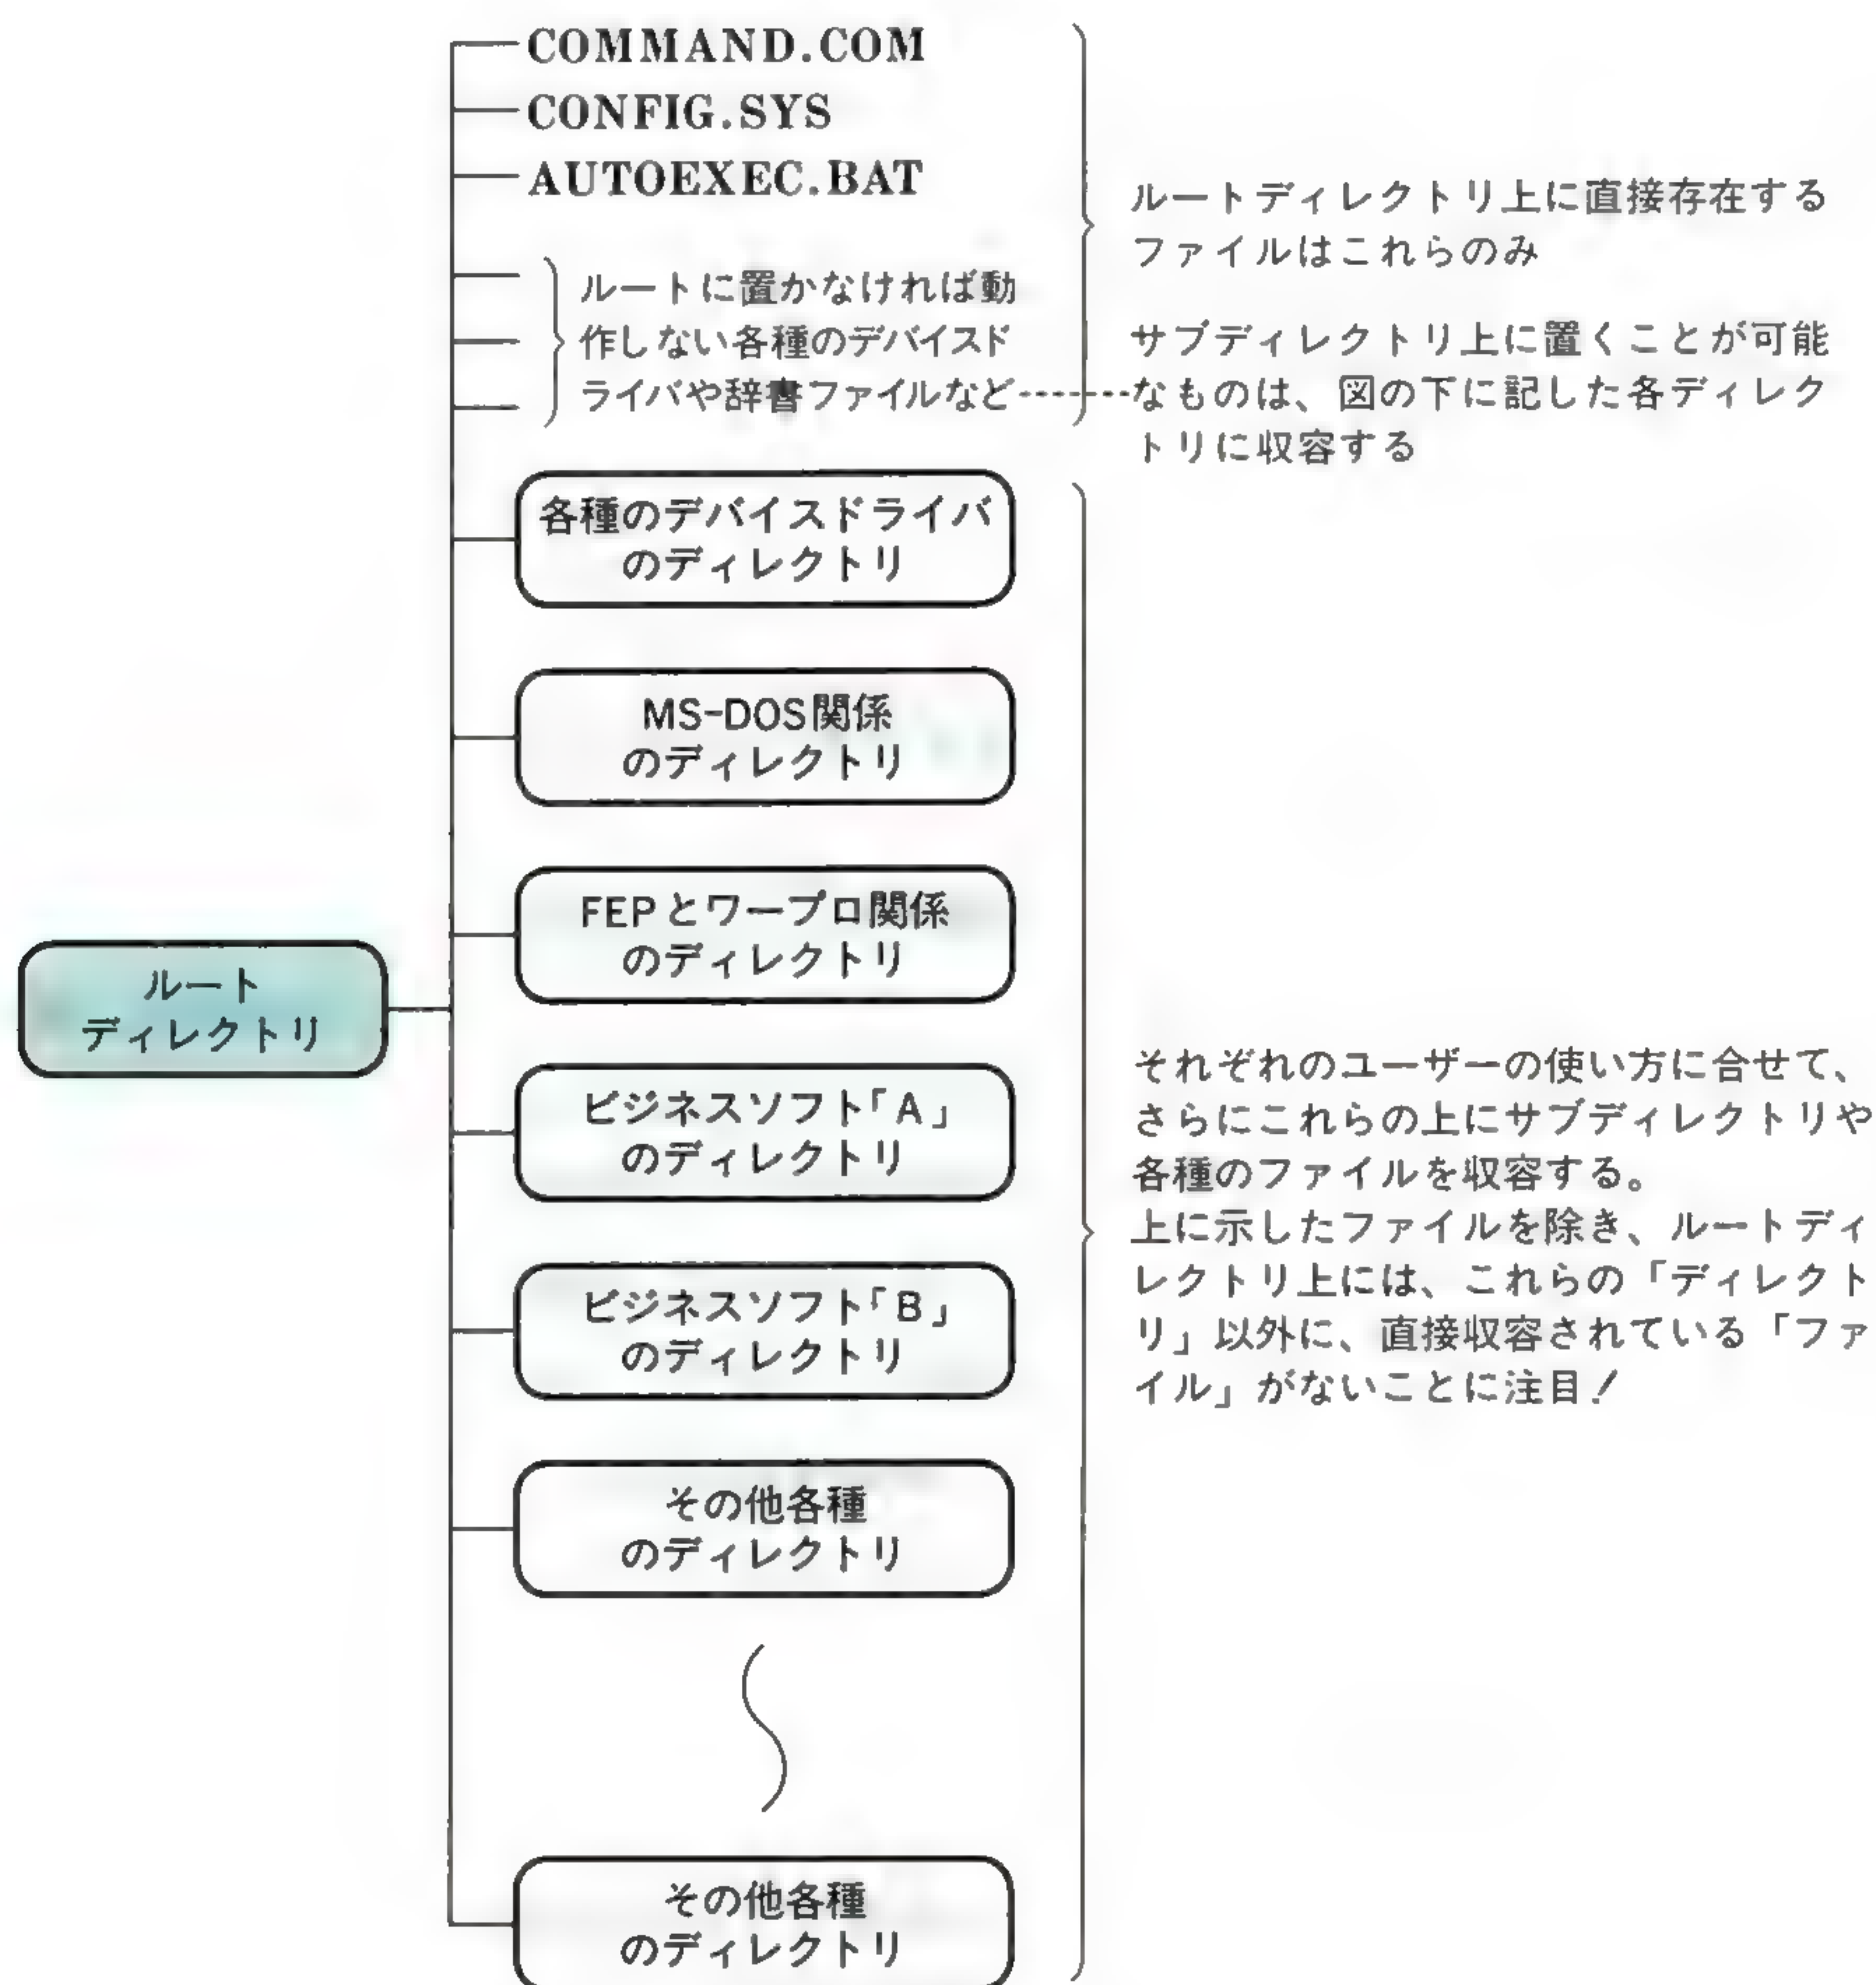 COMMAND.COM
CONFIG.SYS
AUTOEXEC.BAT
ルートに置かなければ動
作しない各種のデバイスド
ライバや辞書ファイルなど
ルートディレクトリ上に直接存在する
ファイルはこれらのみ
サブディレクトリ上に置くことが可能
なものは、図の下に記した各ディレク
トリに収容する
各種のデバイスドライバ
のディレクトリ
MS-DOS関係
のディレクトリ
FEPとワープロ関係
のディレクトリ
ルート
ディレクトリ
ビジネスソフト「A」
のディレクトリ
ビジネスソフト「B」
のディレクトリ
その他各種
のディレクトリ
その他各種
のディレクトリ
それぞれのユーザーの使い方に合せて、
さらにこれらの上にサブディレクトリや
各種のファイルを収容する。
上に示したファイルを除き、ルートディ
レクトリ上には、これらの「ディレクト
リ」以外に、直接収容されている「ファ
イル」がないことに注目！